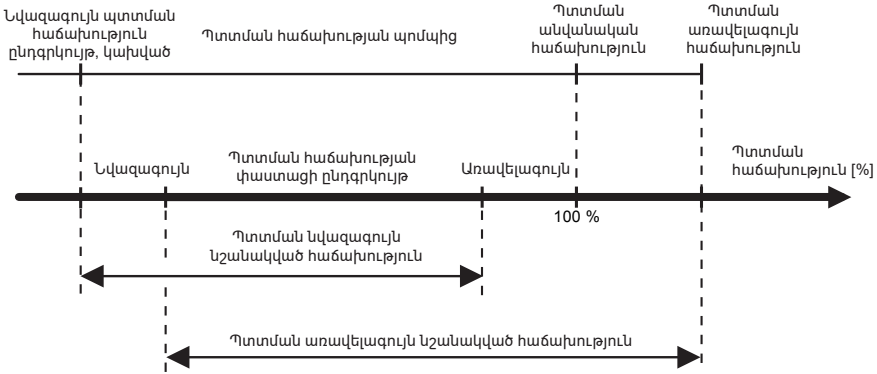 Նվազագույն պտտման
հաճախություն
ընդգրկույթ, կախված
Պտտման հաճախության պոմպից
Պտտման
անվանական
հաճախություն
Պտտման
առավելագույն
հաճախություն
Նվազագույն
Պտտման հաճախության
փաստացի ընդգրկույթ
Առավելագույն
Պտտման
հաճախություն [%]
100 %
Պտտման նվազագույն
նշանակված հաճախություն
Պտտման առավելագույն նշանակված հաճախություն